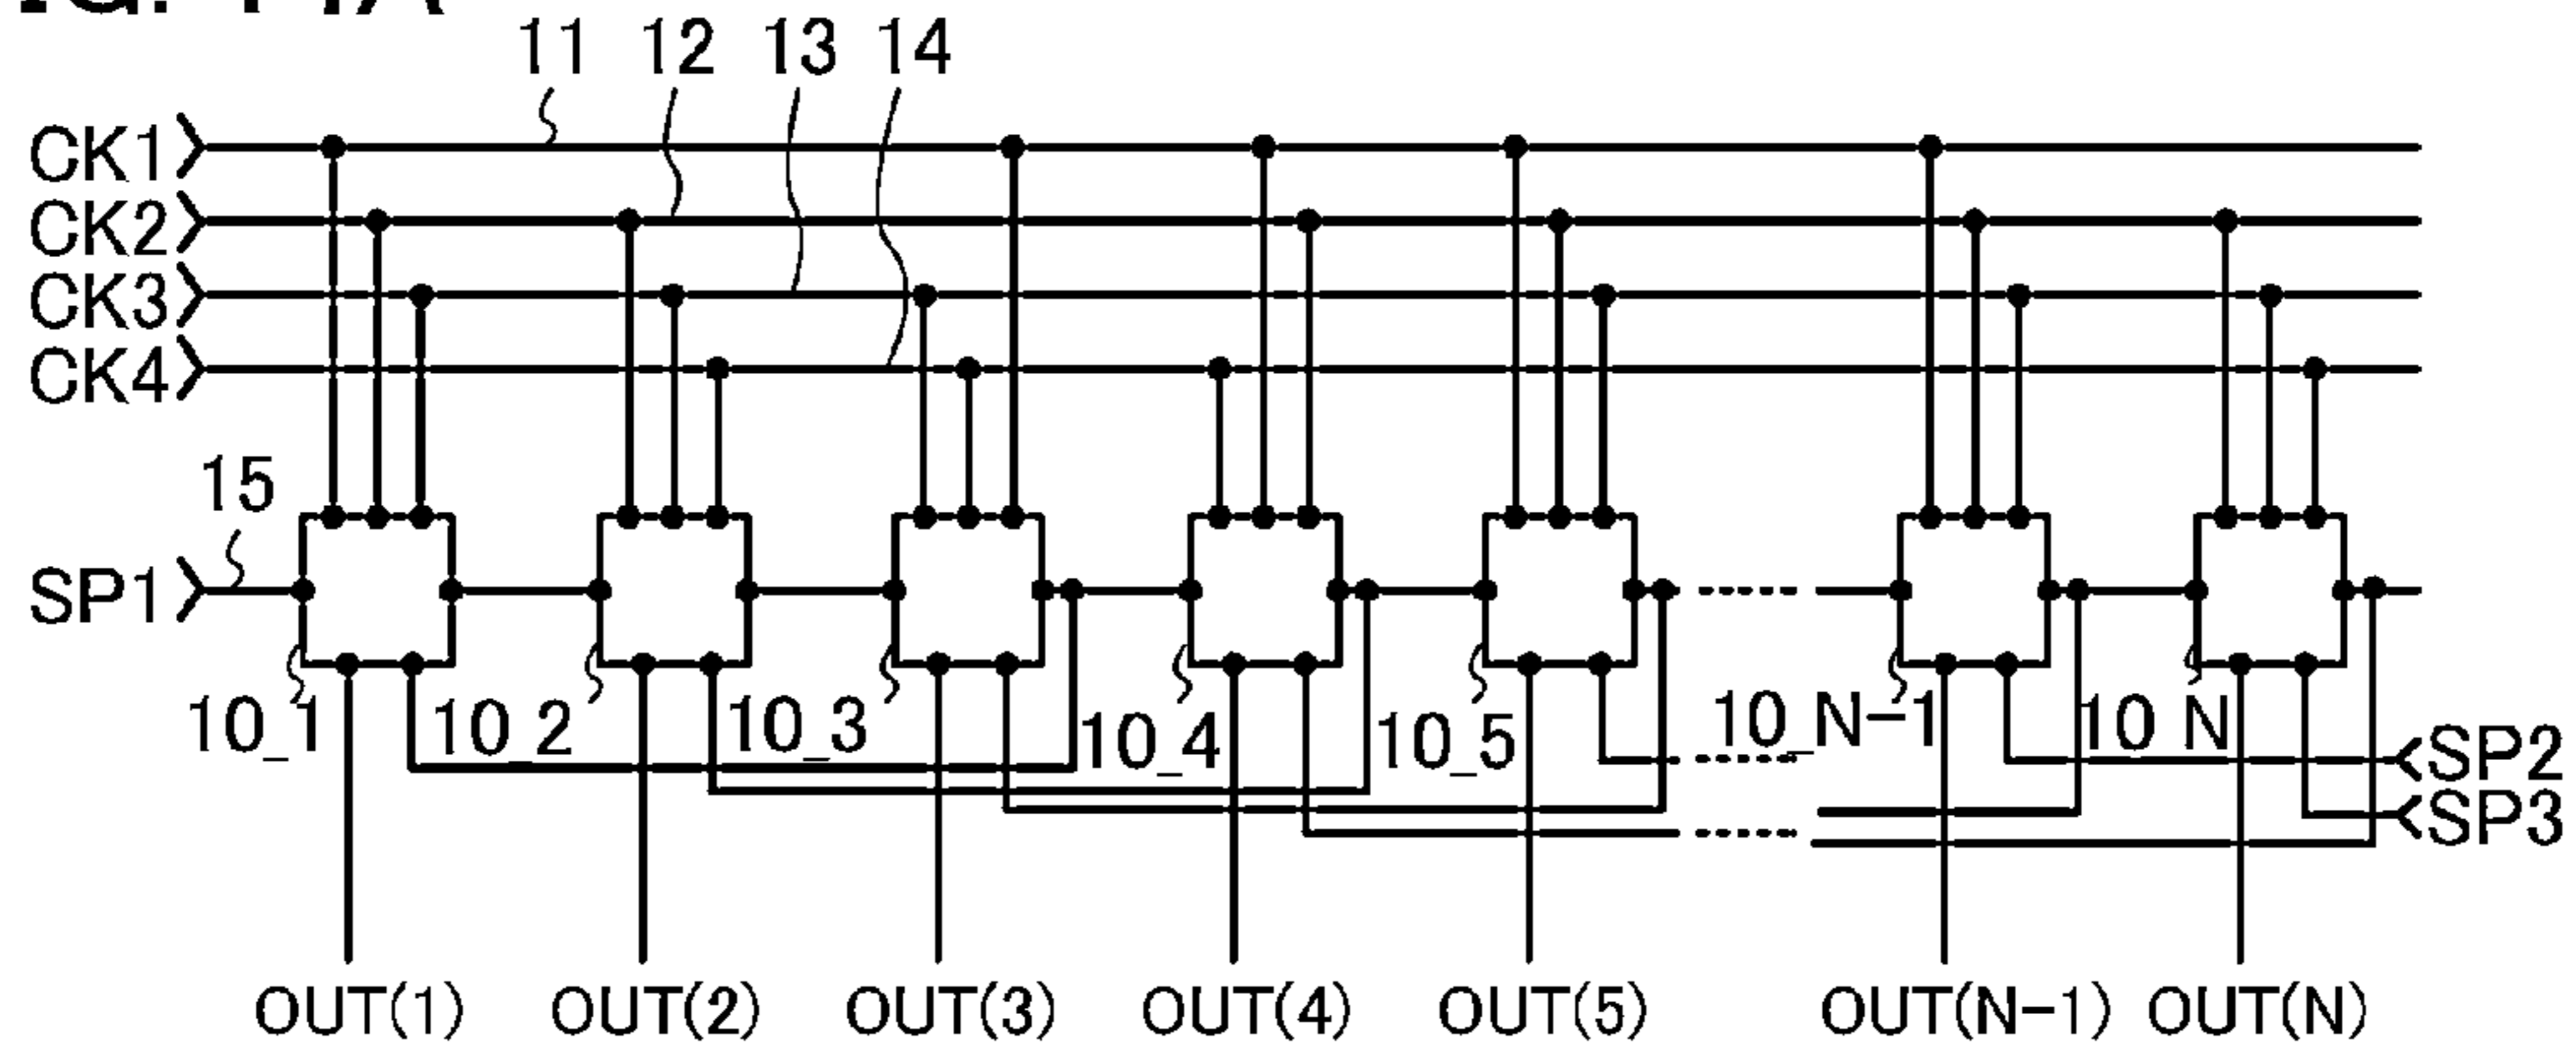 11 12 13 14
CK1
CK2
CK3
CK4
15
SP1
10_1 10_2 10_3 10_4 10_5 10_N-1 10_N
SP2
SP3
OUT(1) OUT(2) OUT(3) OUT(4) OUT(5) OUT(N-1) OUT(N)